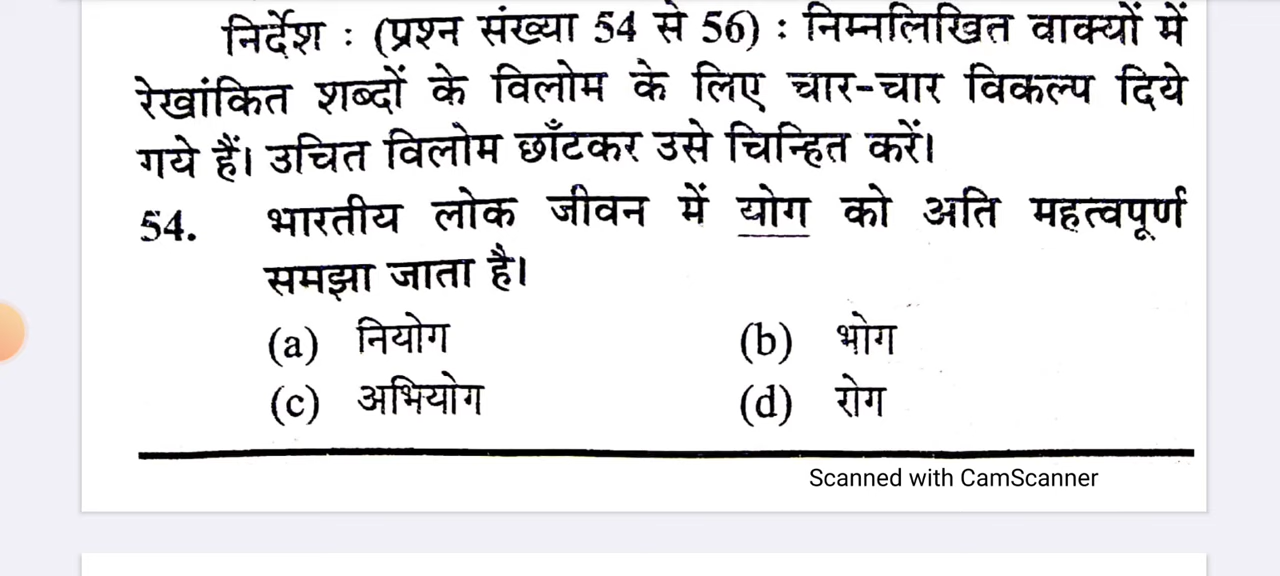 निर्देश : (प्रश्न संख्या 54 से 56) : निम्नलिखित वाक्यों में
रेखांकित शब्दों के विलोम के लिए चार-चार विकल्प दिये
गये हैं। उचित विलोम छाँटकर उसे चिन्हित करें।
54. भारतीय लोक जीवन में योग को अति महत्वपूर्ण
समझा जाता है।
(a) नियोग (b) भोग
(c) अभियोग (d) रोग
Scanned with CamScanner